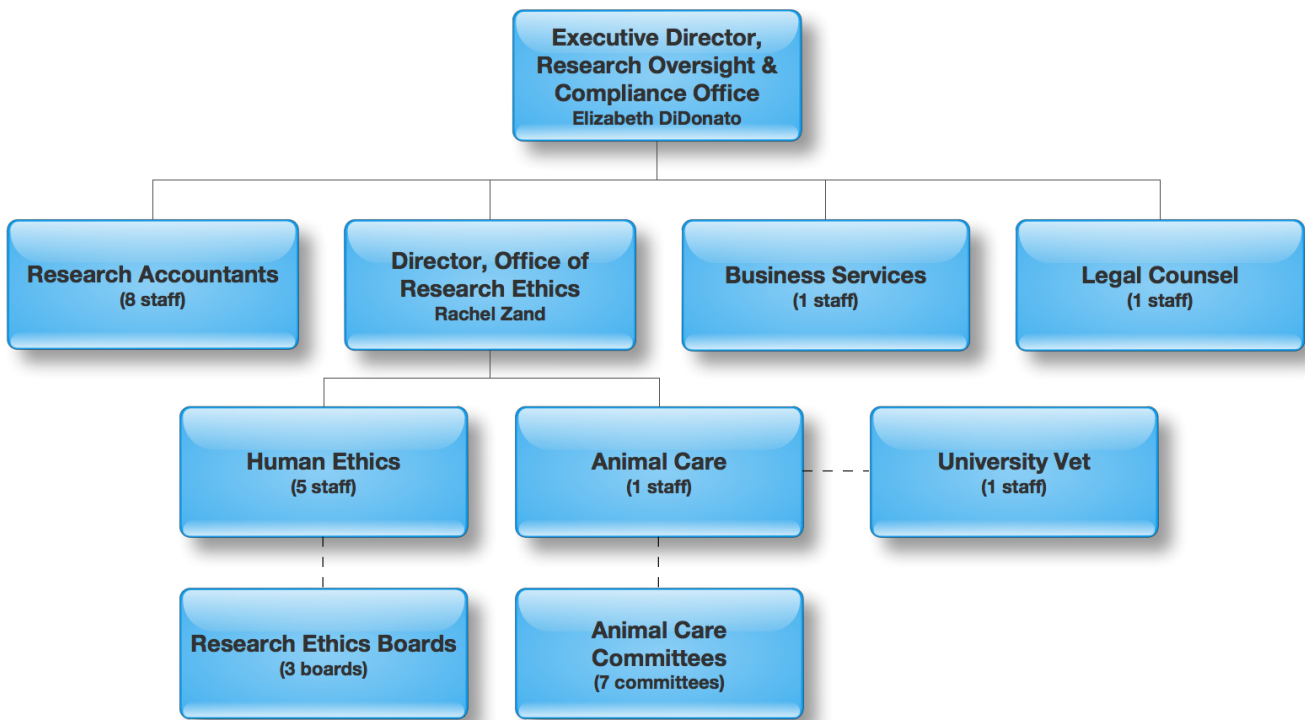 Executive Director,
Research Oversight &
Compliance Office
Elizabeth DiDonato
Research Accountants
(8 staff)
Director, Office of
Research Ethics
Rachel Zand
Business Services
(1 staff)
Legal Counsel
(1 staff)
Human Ethics
(5 staff)
Animal Care
(1 staff)
University Vet
(1 staff)
Research Ethics Boards
(3 boards)
Animal Care
Committees
(7 committees)